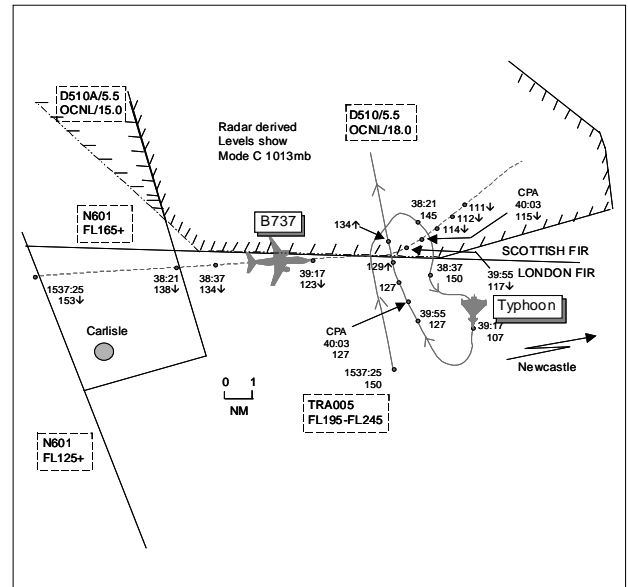 D510A/5.5
OCNL/15.0
Radar derived
Levels show
Mode C 1013mb
D510/5.5
OCNL/18.0
N601
FL165+
B737
134↑
38:21
145
CPA
40:03
115↓
111↓
112↓
114↓
SCOTTISH FIR
LONDON FIR
1537:25
153↓
38:21
138↓
38:37
134↓
39:17
123↓
129↑
127
38:37
150
39:55
117↓
Typhoon
39:17
107
Carlisle
CPA
40:03
127
39:55
127
Newcastle
1537:25
150
0 1
NM
TRA005
FL195-FL245
N601
FL125+